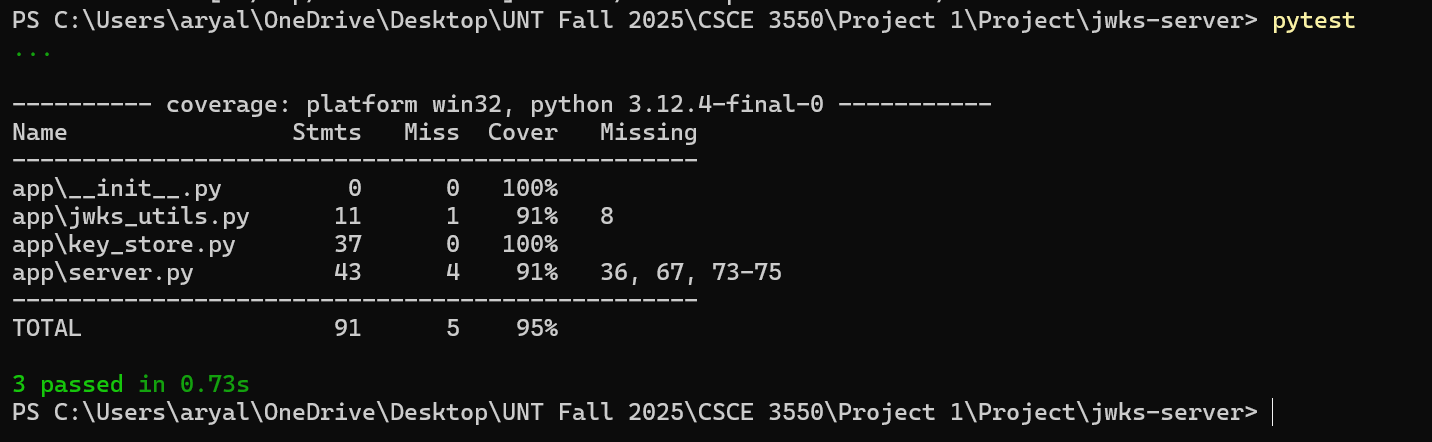 PS C:\Users\aryal\OneDrive\Desktop\UNT Fall 2025\CSCE 3550\Project 1\Project\jwks-server> pytest
...
---------- coverage: platform win32, python 3.12.4-final-0 -----------
Name                Stmts   Miss  Cover   Missing
-------------------------------------------------
app\__init__.py         0      0   100%
app\jwks_utils.py      11      1    91%   8
app\key_store.py       37      0   100%
app\server.py          43      4    91%   36, 67, 73-75
-------------------------------------------------
TOTAL                  91      5    95%
3 passed in 0.73s
PS C:\Users\aryal\OneDrive\Desktop\UNT Fall 2025\CSCE 3550\Project 1\Project\jwks-server>